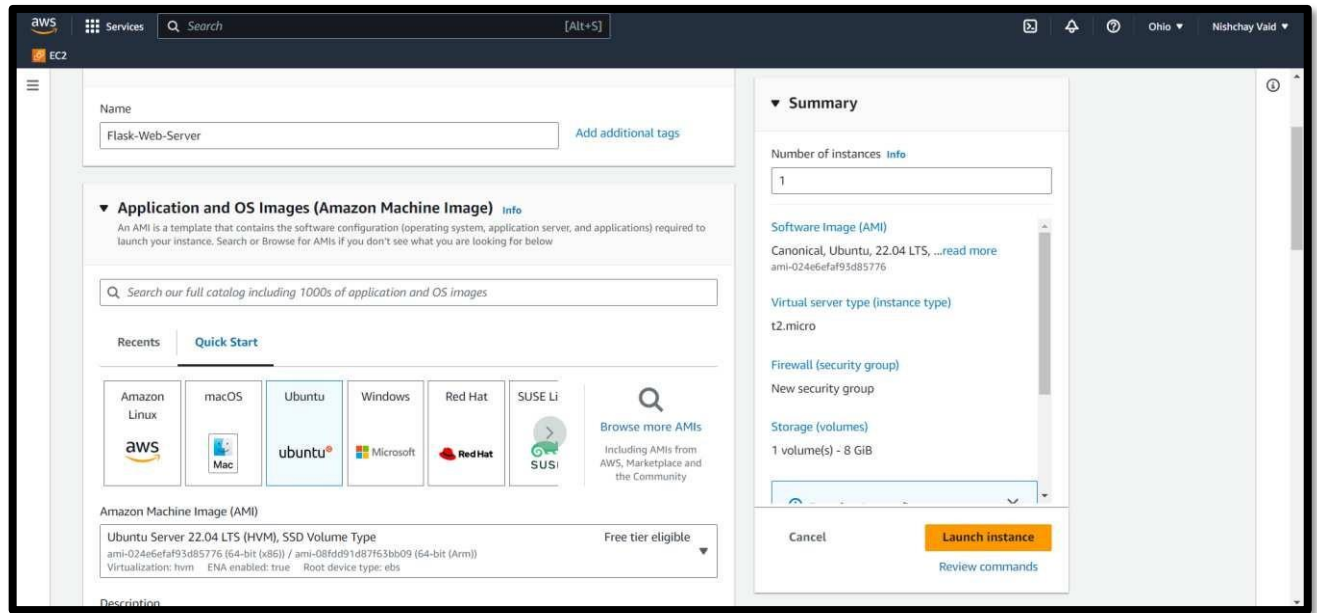 aws
Services
Search
[Alt+S]
Ohio ▼
Nishchay Vaid ▼
EC2
Name
Flask-Web-Server
Add additional tags
▼ Application and OS Images (Amazon Machine Image) Info
An AMI is a template that contains the software configuration (operating system, application server, and applications) required to
launch your instance. Search or Browse for AMIs if you don't see what you are looking for below
Search our full catalog including 1000s of application and OS images
Recents
Quick Start
Amazon
Linux
aws
macOS
Mac
Ubuntu
ubuntu
Windows
Microsoft
Red Hat
Red Hat
SUSE Li
SUS
Browse more AMIs
Including AMIs from
AWS, Marketplace and
the Community
Amazon Machine Image (AMI)
Ubuntu Server 22.04 LTS (HVM), SSD Volume Type
Free tier eligible
ami-024e6efaf93d85776 (64-bit (x86)) / ami-08fdd91d87f63bb09 (64-bit (Arm))
Virtualization: hvm ENA enabled: true Root device type: ebs
Description
▼ Summary
Number of instances Info
1
Software Image (AMI)
Canonical, Ubuntu, 22.04 LTS, ...read more
ami-024e6efaf93d85776
Virtual server type (instance type)
t2.micro
Firewall (security group)
New security group
Storage (volumes)
1 volume(s) - 8 GiB
Cancel
Launch instance
Review commands